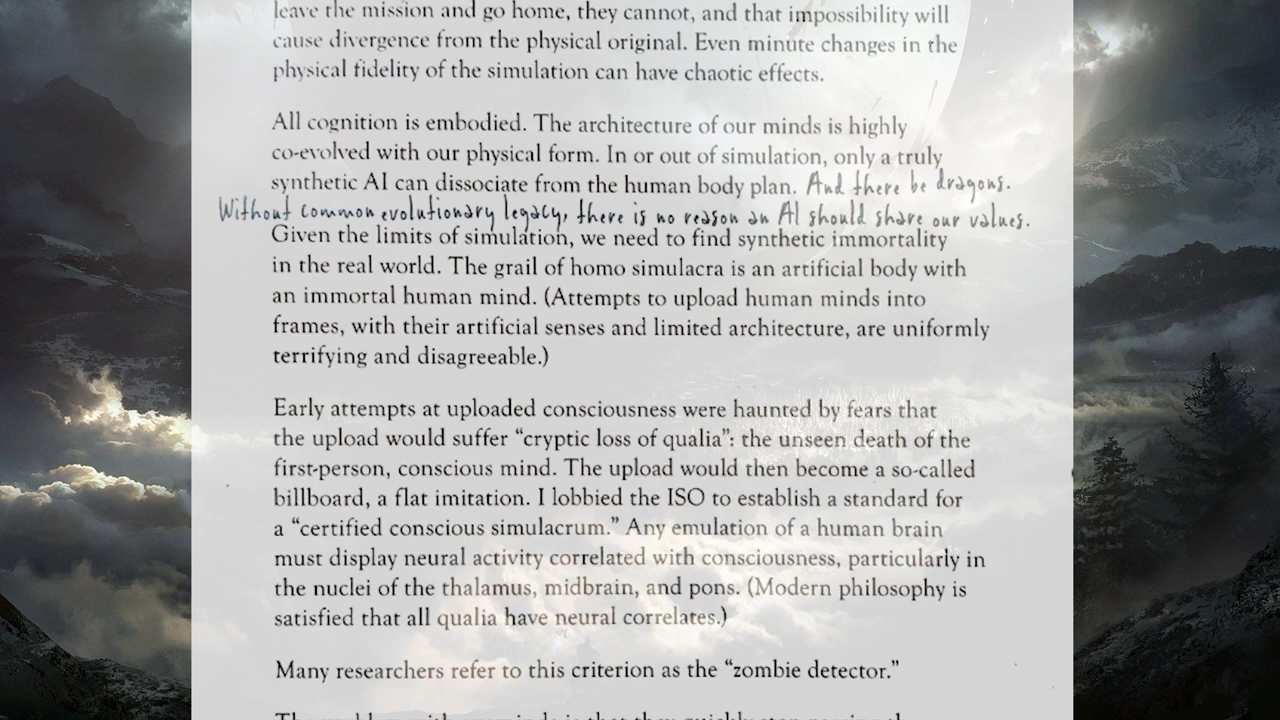 leave the mission and go home, they cannot, and that impossibility will
cause divergence from the physical original. Even minute changes in the
physical fidelity of the simulation can have chaotic effects.
All cognition is embodied. The architecture of our minds is highly
co-evolved with our physical form. In or out of simulation, only a truly
synthetic AI can dissociate from the human body plan. And there be dragons.
Without common evolutionary legacy, there is no reason an AI should share our values.
Given the limits of simulation, we need to find synthetic immortality
in the real world. The grail of homo simulacra is an artificial body with
an immortal human mind. (Attempts to upload human minds into
frames, with their artificial senses and limited architecture, are uniformly
terrifying and disagreeable.)
Early attempts at uploaded consciousness were haunted by fears that
the upload would suffer “cryptic loss of qualia”: the unseen death of the
first-person, conscious mind. The upload would then become a so-called
billboard, a flat imitation. I lobbied the ISO to establish a standard for
a “certified conscious simulacrum.” Any emulation of a human brain
must display neural activity correlated with consciousness, particularly in
the nuclei of the thalamus, midbrain, and pons. (Modern philosophy is
satisfied that all qualia have neural correlates.)
Many researchers refer to this criterion as the “zombie detector.”